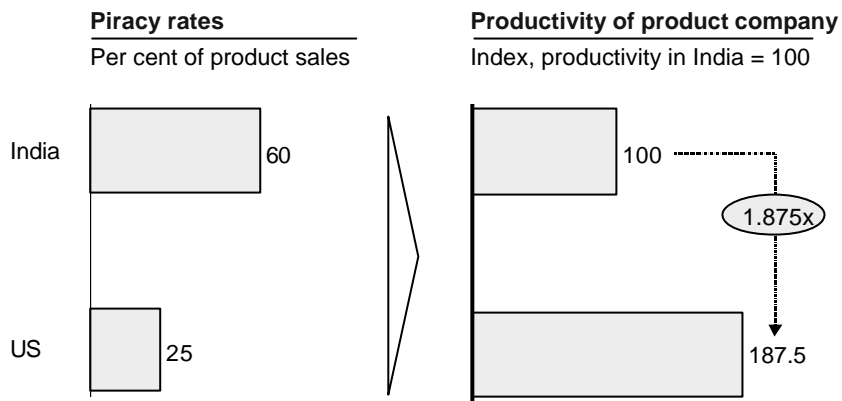 Piracy rates
Per cent of product sales
India
60
US
25
Productivity of product company
Index, productivity in India = 100
100
1.875x
187.5